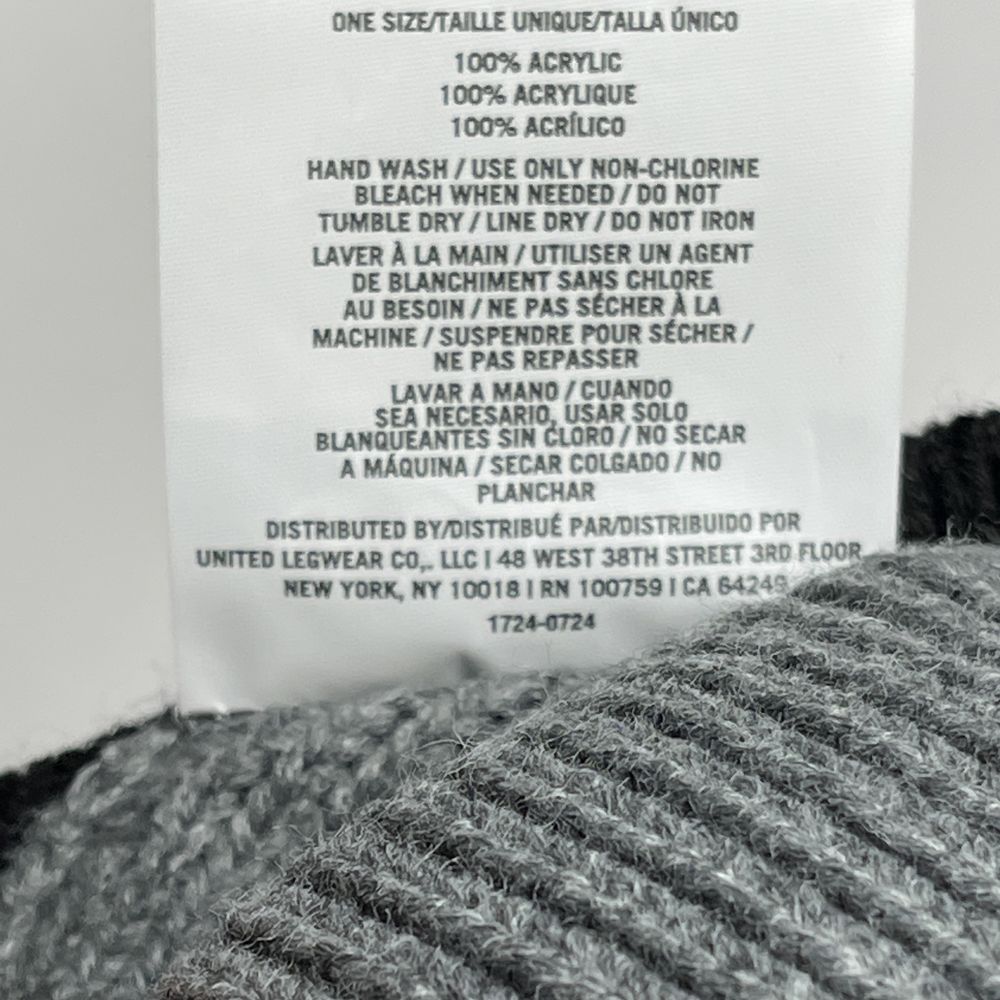 ONE SIZE/TAILLE UNIQUE/TALLA ÚNICO
100% ACRYLIC
100% ACRYLIQUE
100% ACRÍLICO
HAND WASH / USE ONLY NON-CHLORINE
BLEACH WHEN NEEDED / DO NOT
TUMBLE DRY / LINE DRY / DO NOT IRON
LAVER À LA MAIN / UTILISER UN AGENT
DE BLANCHIMENT SANS CHLORE
AU BESOIN / NE PAS SÉCHER À LA
MACHINE / SUSPENDRE POUR SÉCHER /
NE PAS REPASSER
LAVAR A MANO / CUANDO
SEA NECESARIO, USAR SOLO
BLANQUEANTES SIN CLORO / NO SECAR
A MÁQUINA / SECAR COLGADO / NO
PLANCHAR
DISTRIBUTED BY/DISTRIBUÉ PAR/DISTRIBUIDO POR
UNITED LEGWEAR CO,. LLC | 48 WEST 38TH STREET 3RD FLOOR
NEW YORK, NY 10018 | RN 100759 | CA 64249
1724-0724